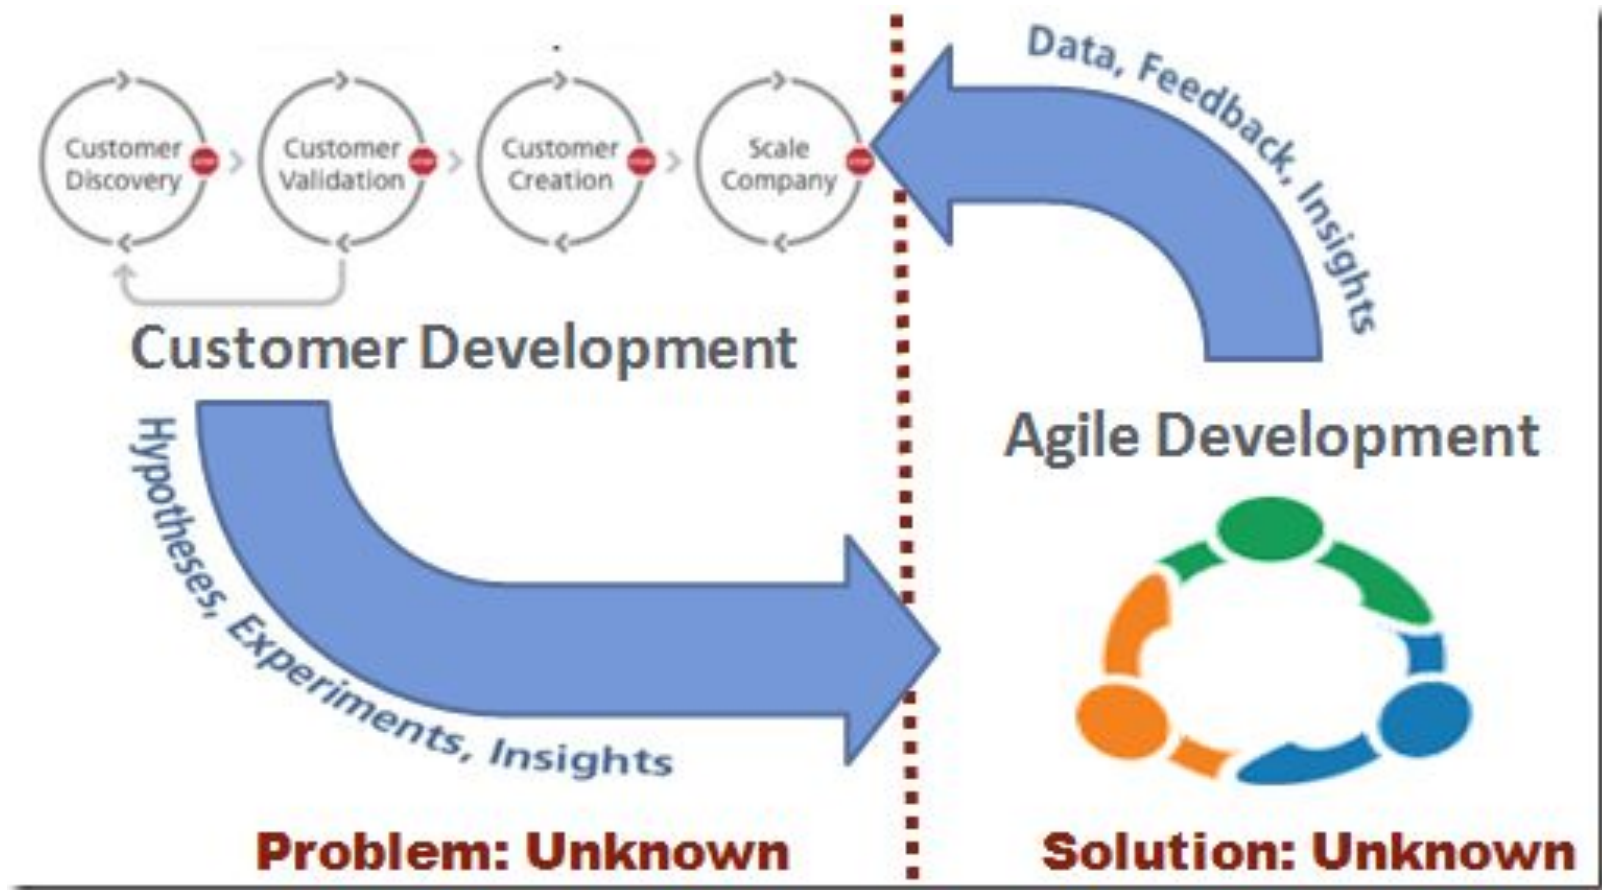 Customer
Discovery
Customer
Validation
Customer
Creation
Scale
Company
Data, Feedback, Insights
Customer Development
Agile Development
Hypotheses, Experiments, Insights
Problem: Unknown
Solution: Unknown